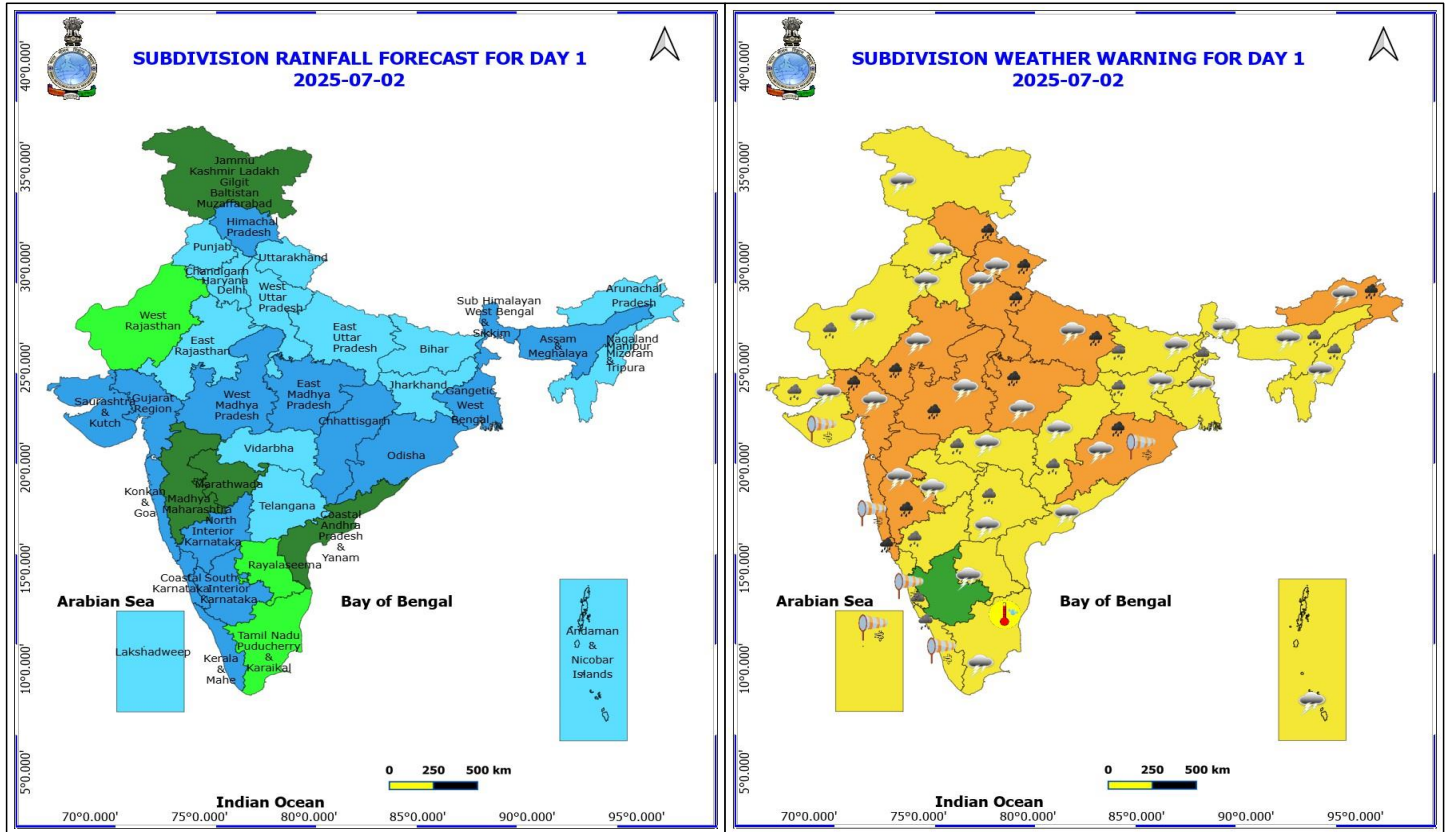 SUBDIVISION RAINFALL FORECAST FOR DAY 1
2025-07-02
40°0.000'
35°0.000'
30°0.000'
25°0.000'
20°0.000'
15°0.000'
10°0.000'
5°0.000'
Jammu
Kashmir Ladakh
Gilgit
Baltistan
Muzaffarabad
Himachal
Pradesh
Punjab
Uttarakhand
Chandigarh
Haryana
Delhi
West
Uttar
Pradesh
West
Rajasthan
East
Rajasthan
East
Uttar
Pradesh
Bihar
Sub Himalayan
West Bengal
&
Sikkim
Arunachal
Pradesh
Assam
&
Meghalaya
Nagaland
Manipur
Mizoram
&
Tripura
Jharkhand
Gangetic
West
Bengal
Saurashtra
&
Kutch
Gujarat
Region
West
Madhya
Pradesh
East
Madhya
Pradesh
Chhattisgarh
Odisha
Vidarbha
Marathwada
Madhya
Maharashtra
Konkan
&
Goa
Telangana
North
Interior
Karnataka
Coastal
Andhra
Pradesh
&
Yanam
Rayalaseema
Coastal
Karnataka
South
Interior
Karnataka
Tamil Nadu
Puducherry
&
Karaikal
Kerala
&
Mahe
Lakshadweep
Andaman
&
Nicobar
Islands
Arabian Sea
Bay of Bengal
0 250 500 km
Indian Ocean
70°0.000' 75°0.000' 80°0.000' 85°0.000' 90°0.000' 95°0.000'
SUBDIVISION WEATHER WARNING FOR DAY 1
2025-07-02
40°0.000'
35°0.000'
30°0.000'
25°0.000'
20°0.000'
15°0.000'
10°0.000'
5°0.000'
Arabian Sea
Bay of Bengal
0 250 500 km
Indian Ocean
70°0.000' 75°0.000' 80°0.000' 85°0.000' 90°0.000' 95°0.000'